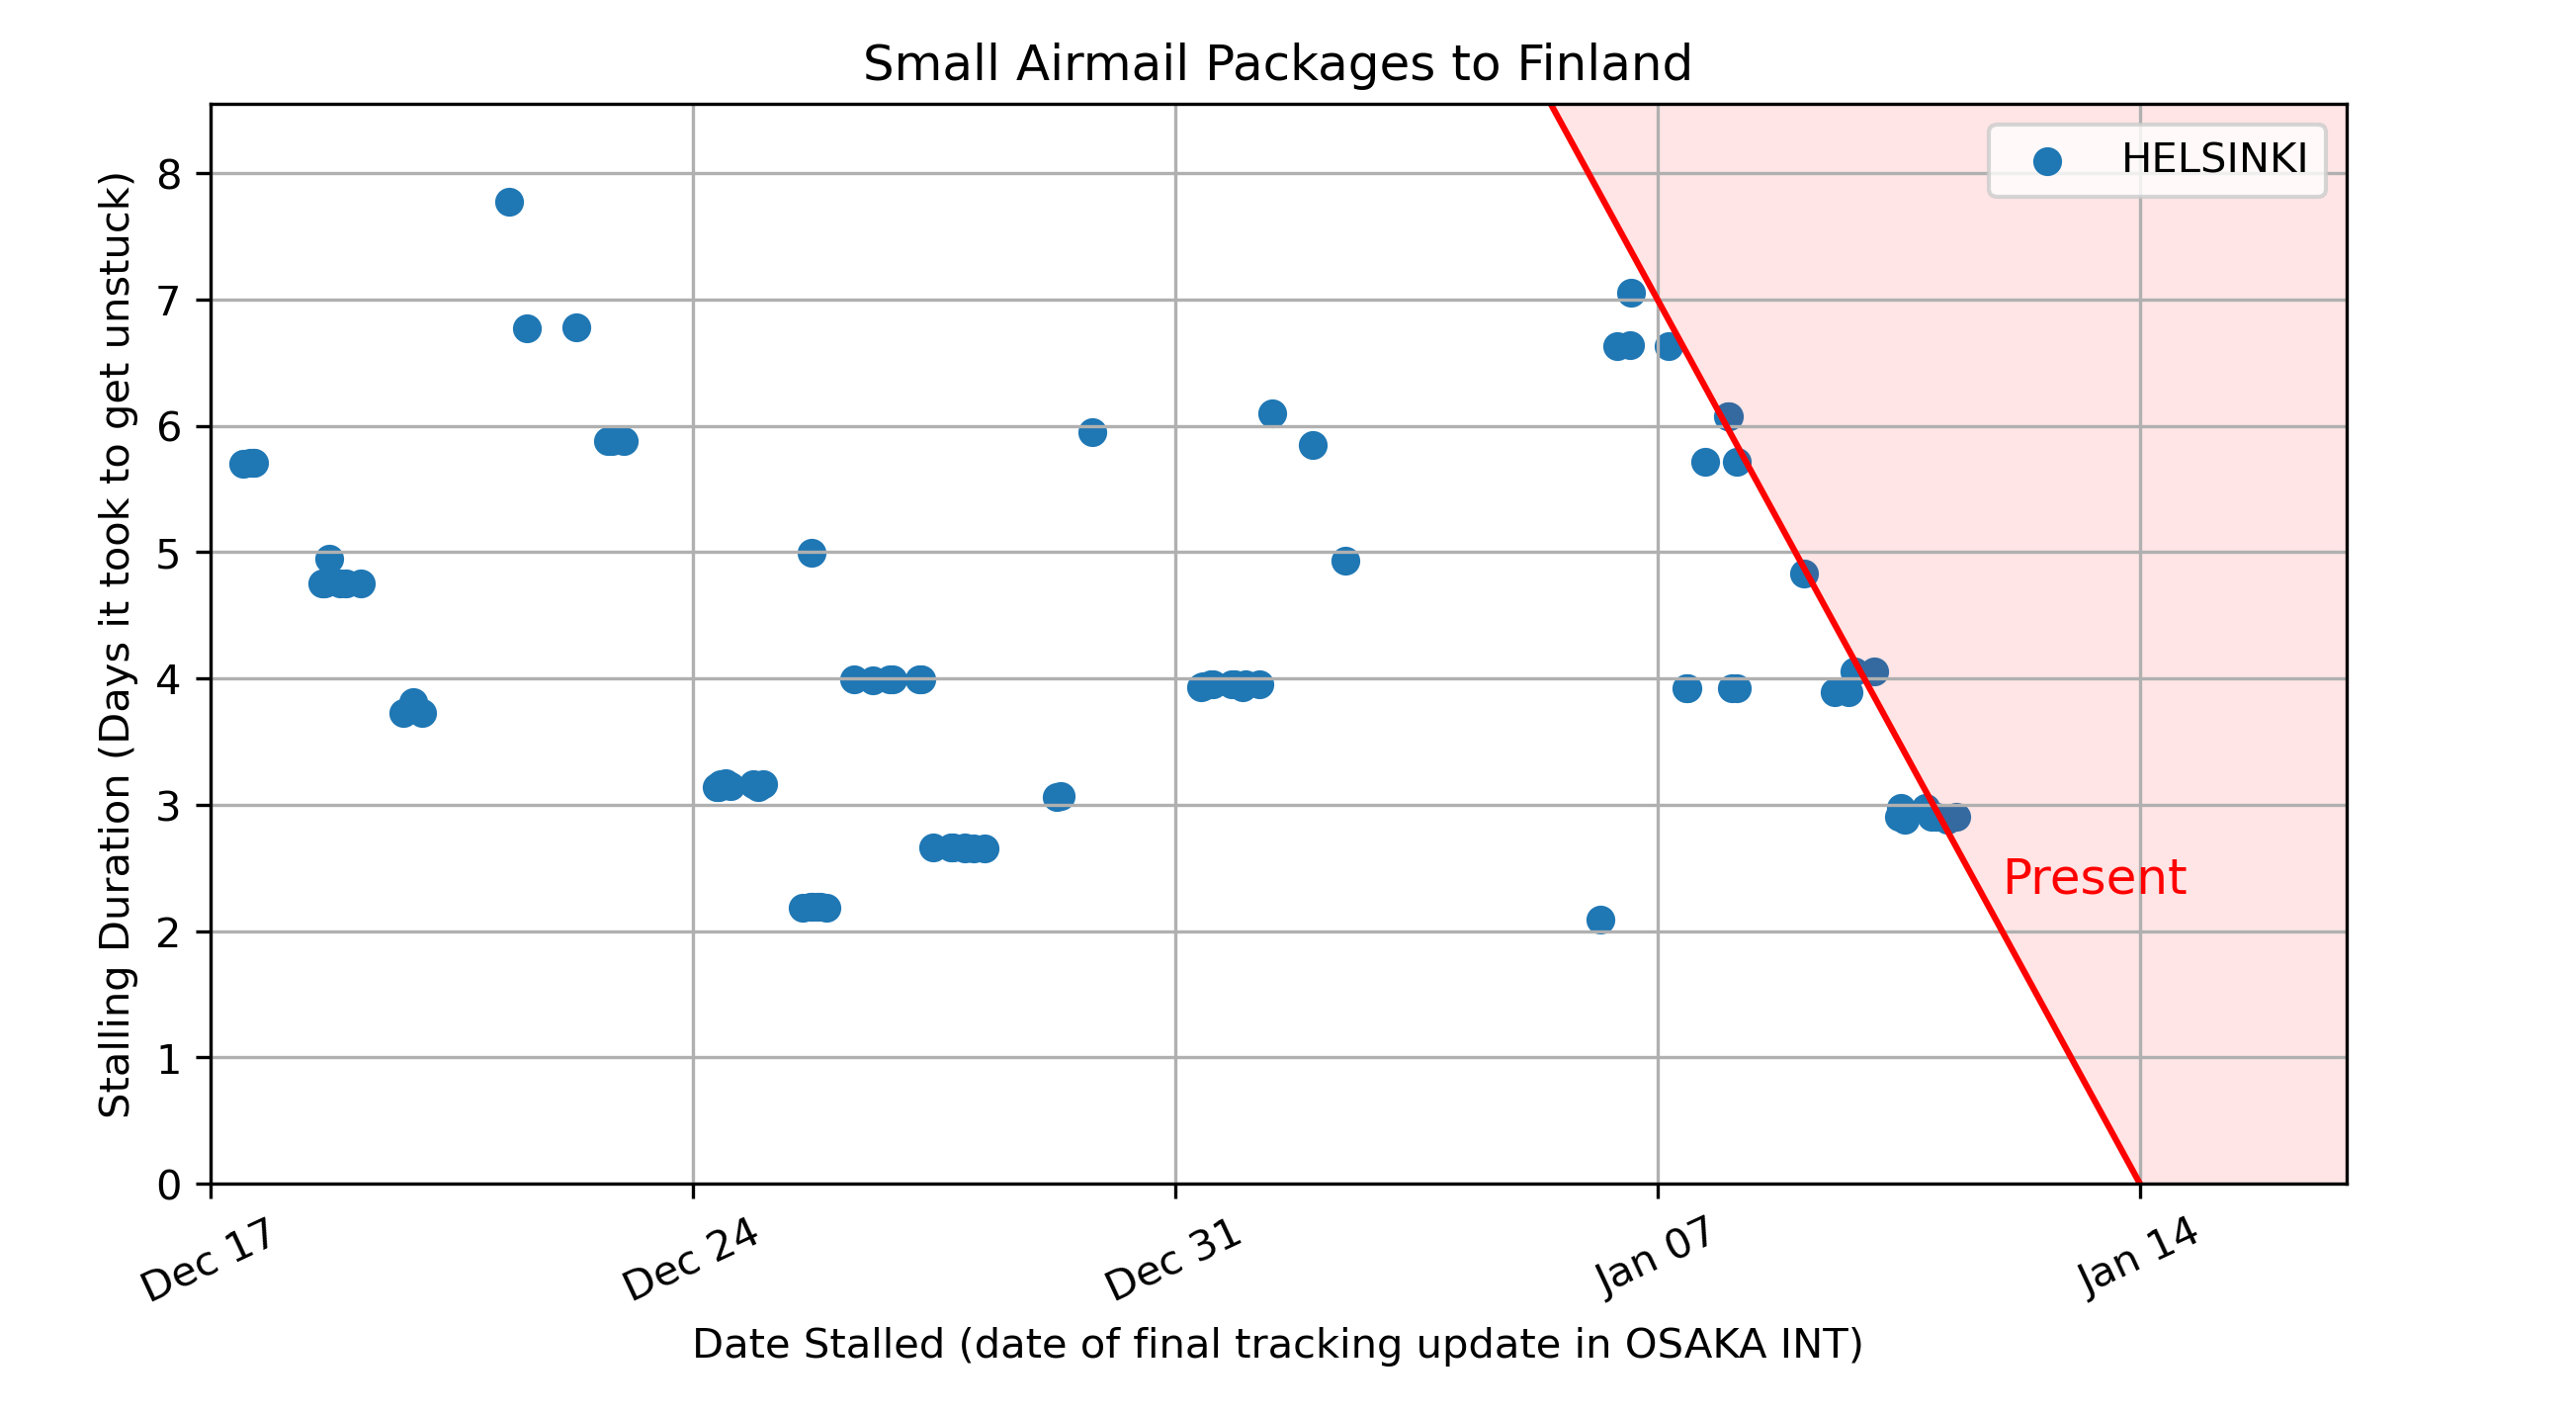 Small Airmail Packages to Finland
HELSINKI
Stalling Duration (Days it took to get unstuck)
8
7
6
5
4
3
2
1
0
Present
Dec 17
Dec 24
Dec 31
Jan 07
Jan 14
Date Stalled (date of final tracking update in OSAKA INT)